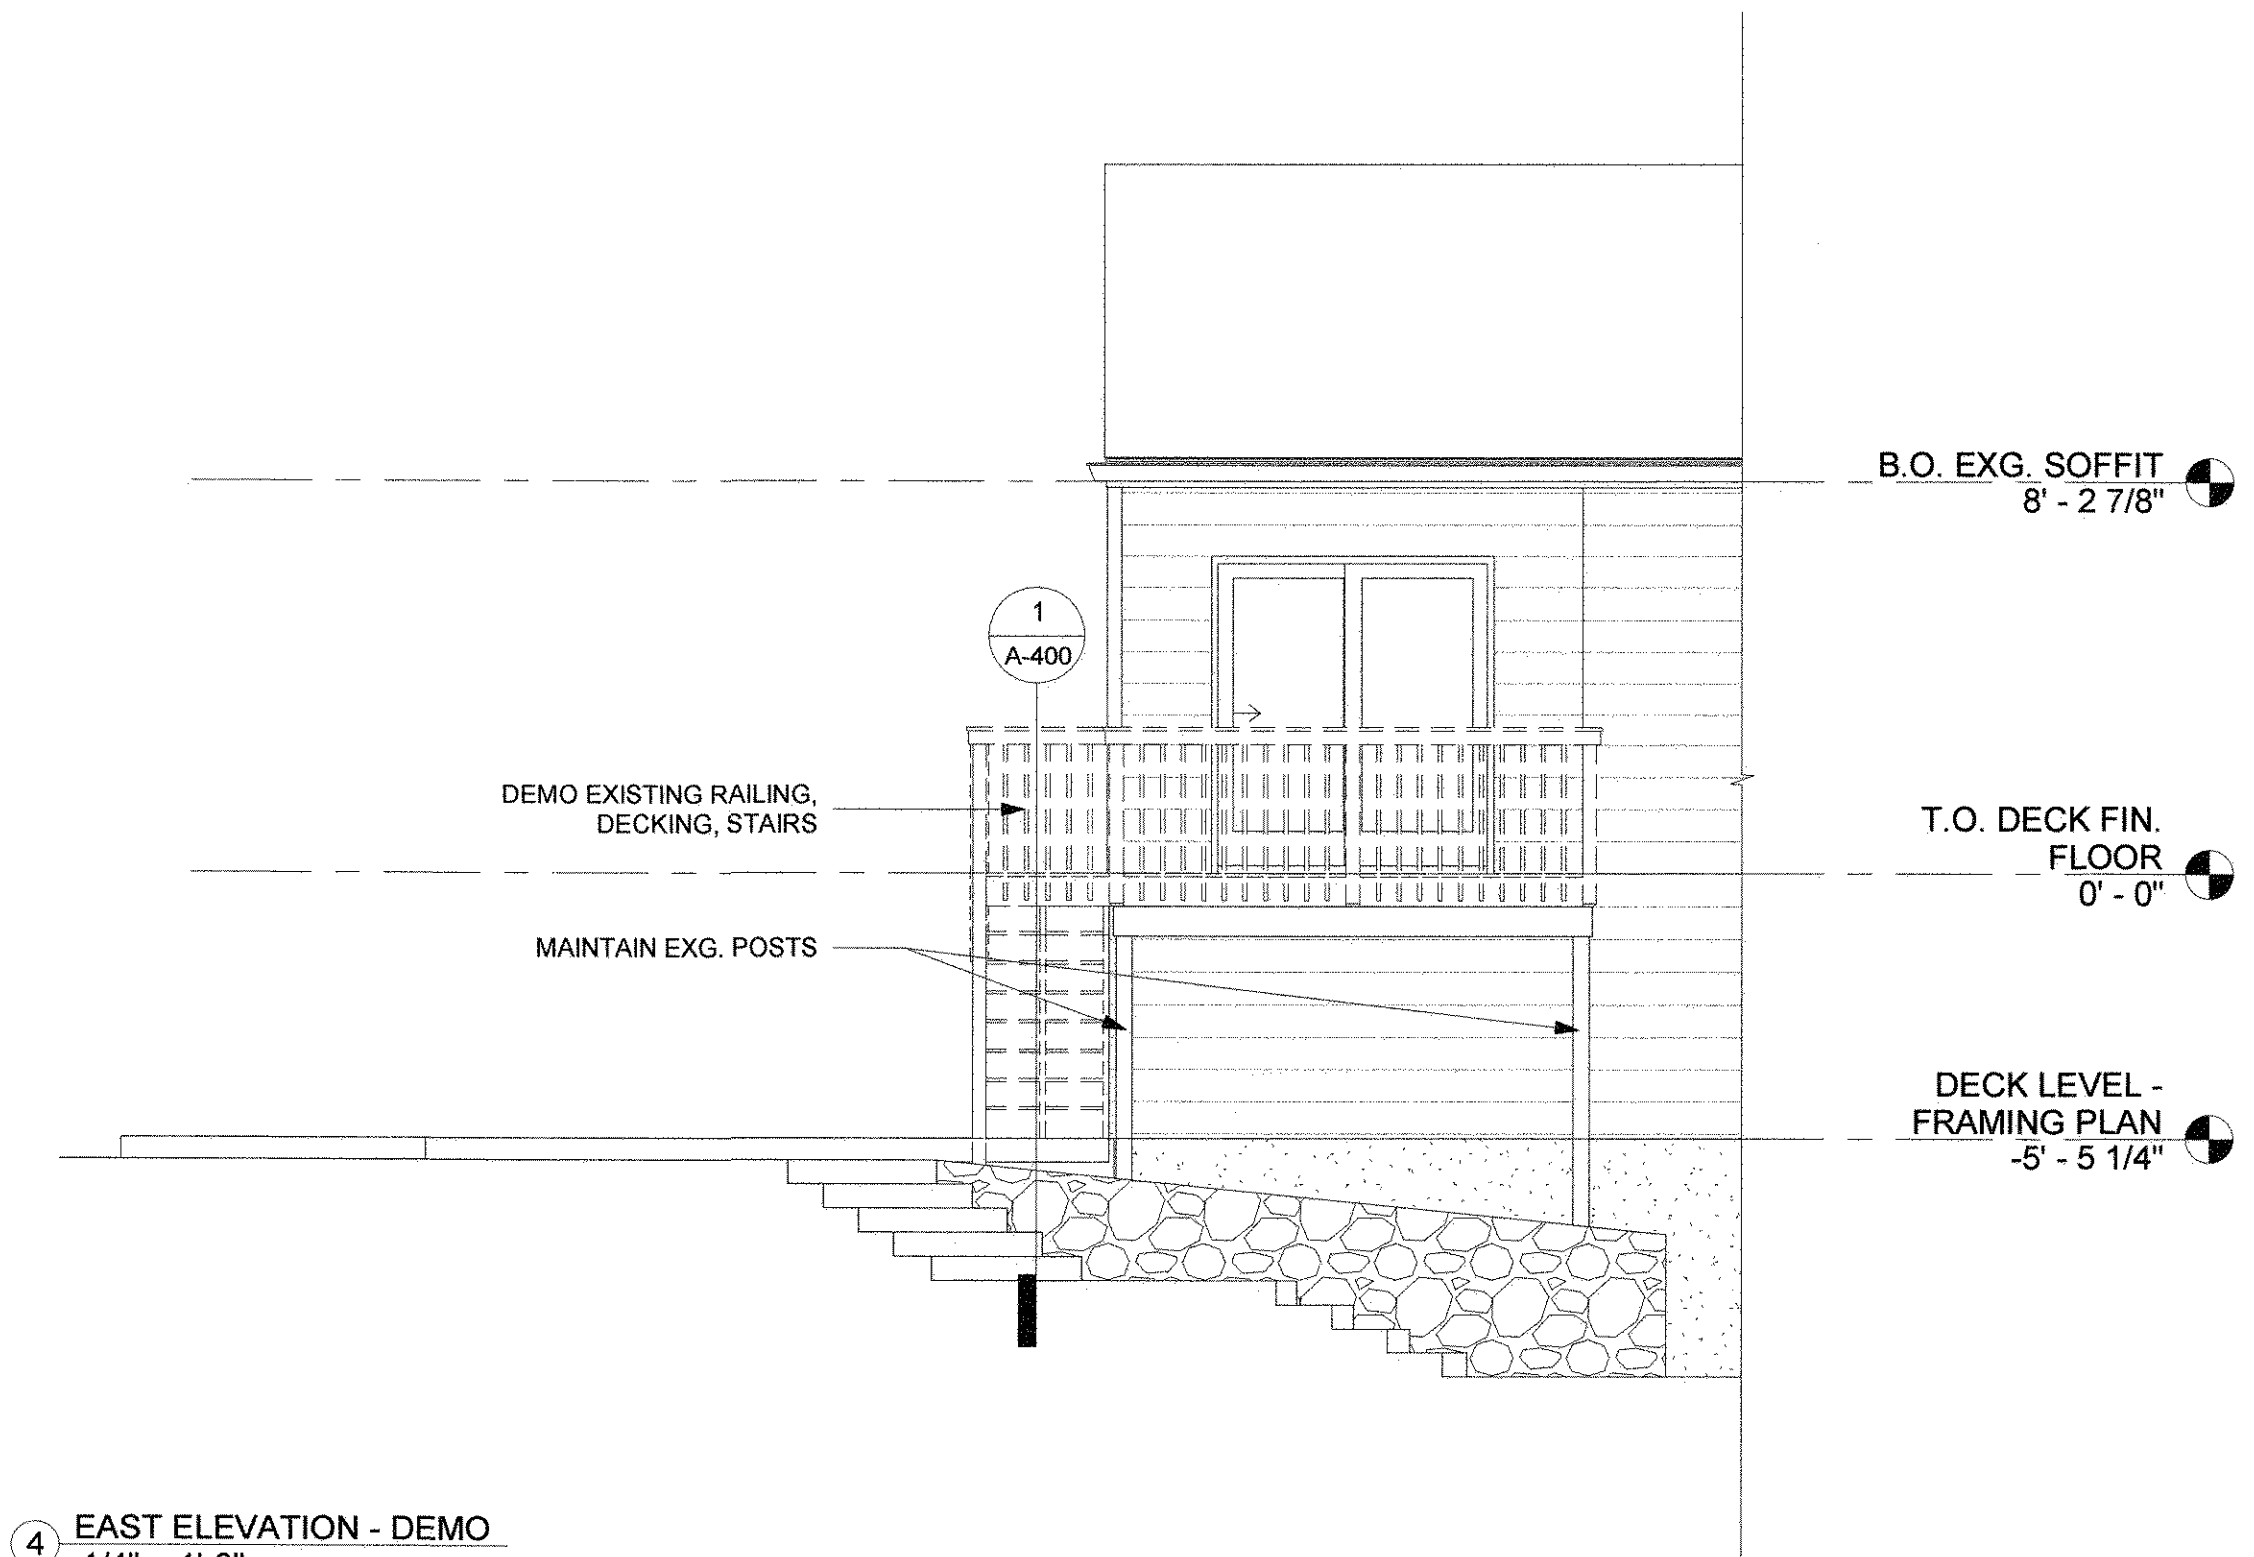 B.O. EXG. SOFFIT
8' - 2 7/8"
1
A-400
DEMO EXISTING RAILING,
DECKING, STAIRS
T.O. DECK FIN.
FLOOR
0' - 0"
MAINTAIN EXG. POSTS
DECK LEVEL -
FRAMING PLAN
-5' - 5 1/4"
4
EAST ELEVATION - DEMO